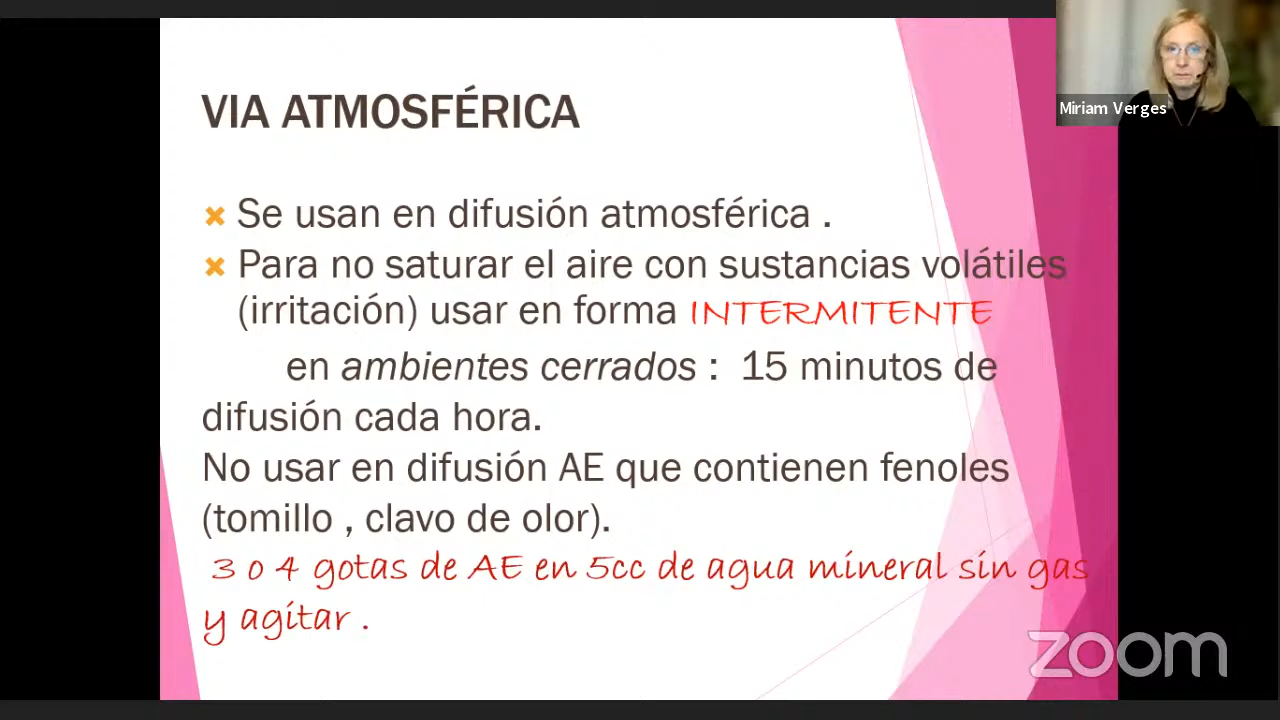 Miriam Verges
VIA ATMOSFÉRICA
Se usan en difusión atmosférica .
Para no saturar el aire con sustancias volátiles
(irritación) usar en forma INTERMITENTE
en ambientes cerrados : 15 minutos de
difusión cada hora.
No usar en difusión AE que contienen fenoles
(tomillo , clavo de olor).
3 o 4 gotas de AE en 5cc de agua mineral sin gas
y agitar .
zoom